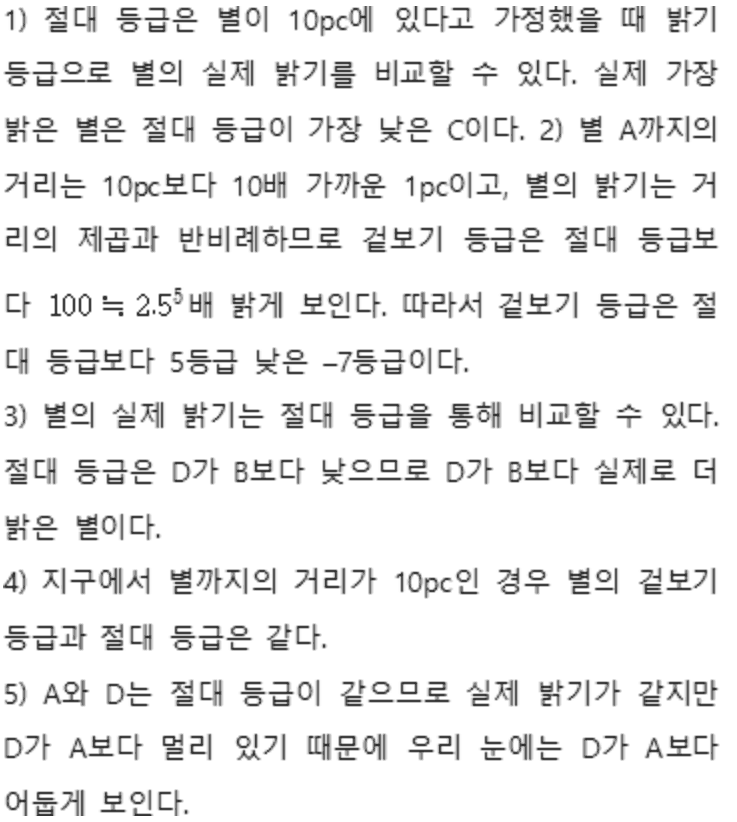 1) 절대 등급은 별이 10pc에 있다고 가정했을 때 밝기
등급으로 별의 실제 밝기를 비교할 수 있다. 실제 가장
밝은 별은 절대 등급이 가장 낮은 C이다. 2) 별 A까지의
거리는 10pc보다 10배 가까운 1pc이고, 별의 밝기는 거
리의 제곱과 반비례하므로 겉보기 등급은 절대 등급보
다 100≒2.5⁵배 밝게 보인다. 따라서 겉보기 등급은 절
대 등급보다 5등급 낮은 –7등급이다.
3) 별의 실제 밝기는 절대 등급을 통해 비교할 수 있다.
절대 등급은 D가 B보다 낮으므로 D가 B보다 실제로 더
밝은 별이다.
4) 지구에서 별까지의 거리가 10pc인 경우 별의 겉보기
등급과 절대 등급은 같다.
5) A와 D는 절대 등급이 같으므로 실제 밝기가 같지만
D가 A보다 멀리 있기 때문에 우리 눈에는 D가 A보다
어둡게 보인다.